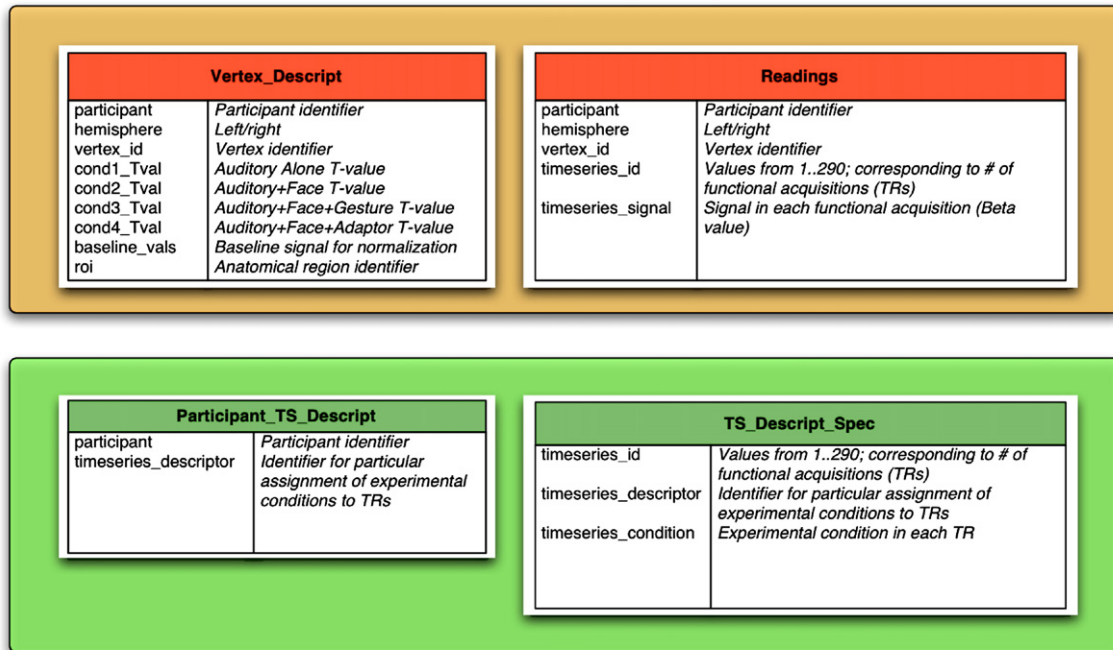 Vertex_Descript
participant Participant identifier
hemisphere Left/right
vertex_id Vertex identifier
cond1_Tval Auditory Alone T-value
cond2_Tval Auditory+Face T-value
cond3_Tval Auditory+Face+Gesture T-value
cond4_Tval Auditory+Face+Adaptor T-value
baseline_vals Baseline signal for normalization
roi Anatomical region identifier
Readings
participant Participant identifier
hemisphere Left/right
vertex_id Vertex identifier
timeseries_id Values from 1..290; corresponding to # of
functional acquisitions (TRs)
timeseries_signal Signal in each functional acquisition (Beta
value)
Participant_TS_Descript
participant Participant identifier
timeseries_descriptor Identifier for particular
assignment of experimental
conditions to TRs
TS_Descript_Spec
timeseries_id Values from 1..290; corresponding to # of
functional acquisitions (TRs)
timeseries_descriptor Identifier for particular assignment of
experimental conditions to TRs
timeseries_condition Experimental condition in each TR